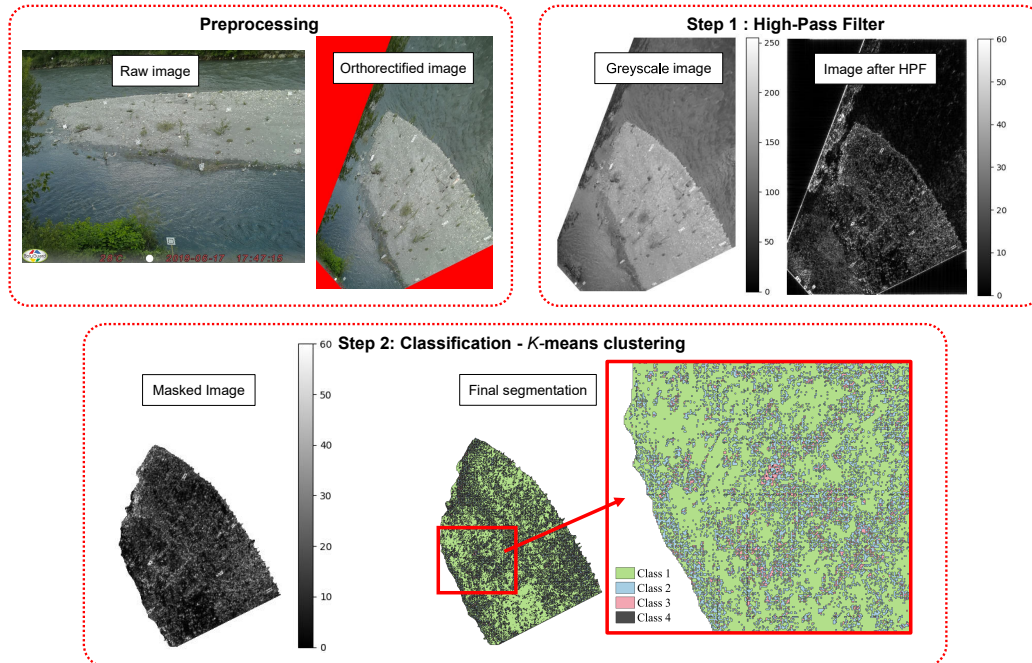 Preprocessing
Raw image
Orthorectified image
Step 1 : High-Pass Filter
Greyscale image
Image after HPF
250
200
150
100
50
0
60
50
40
30
20
10
0
Step 2: Classification - K-means clustering
Masked Image
Final segmentation
60
50
40
30
20
10
0
Class 1
Class 2
Class 3
Class 4